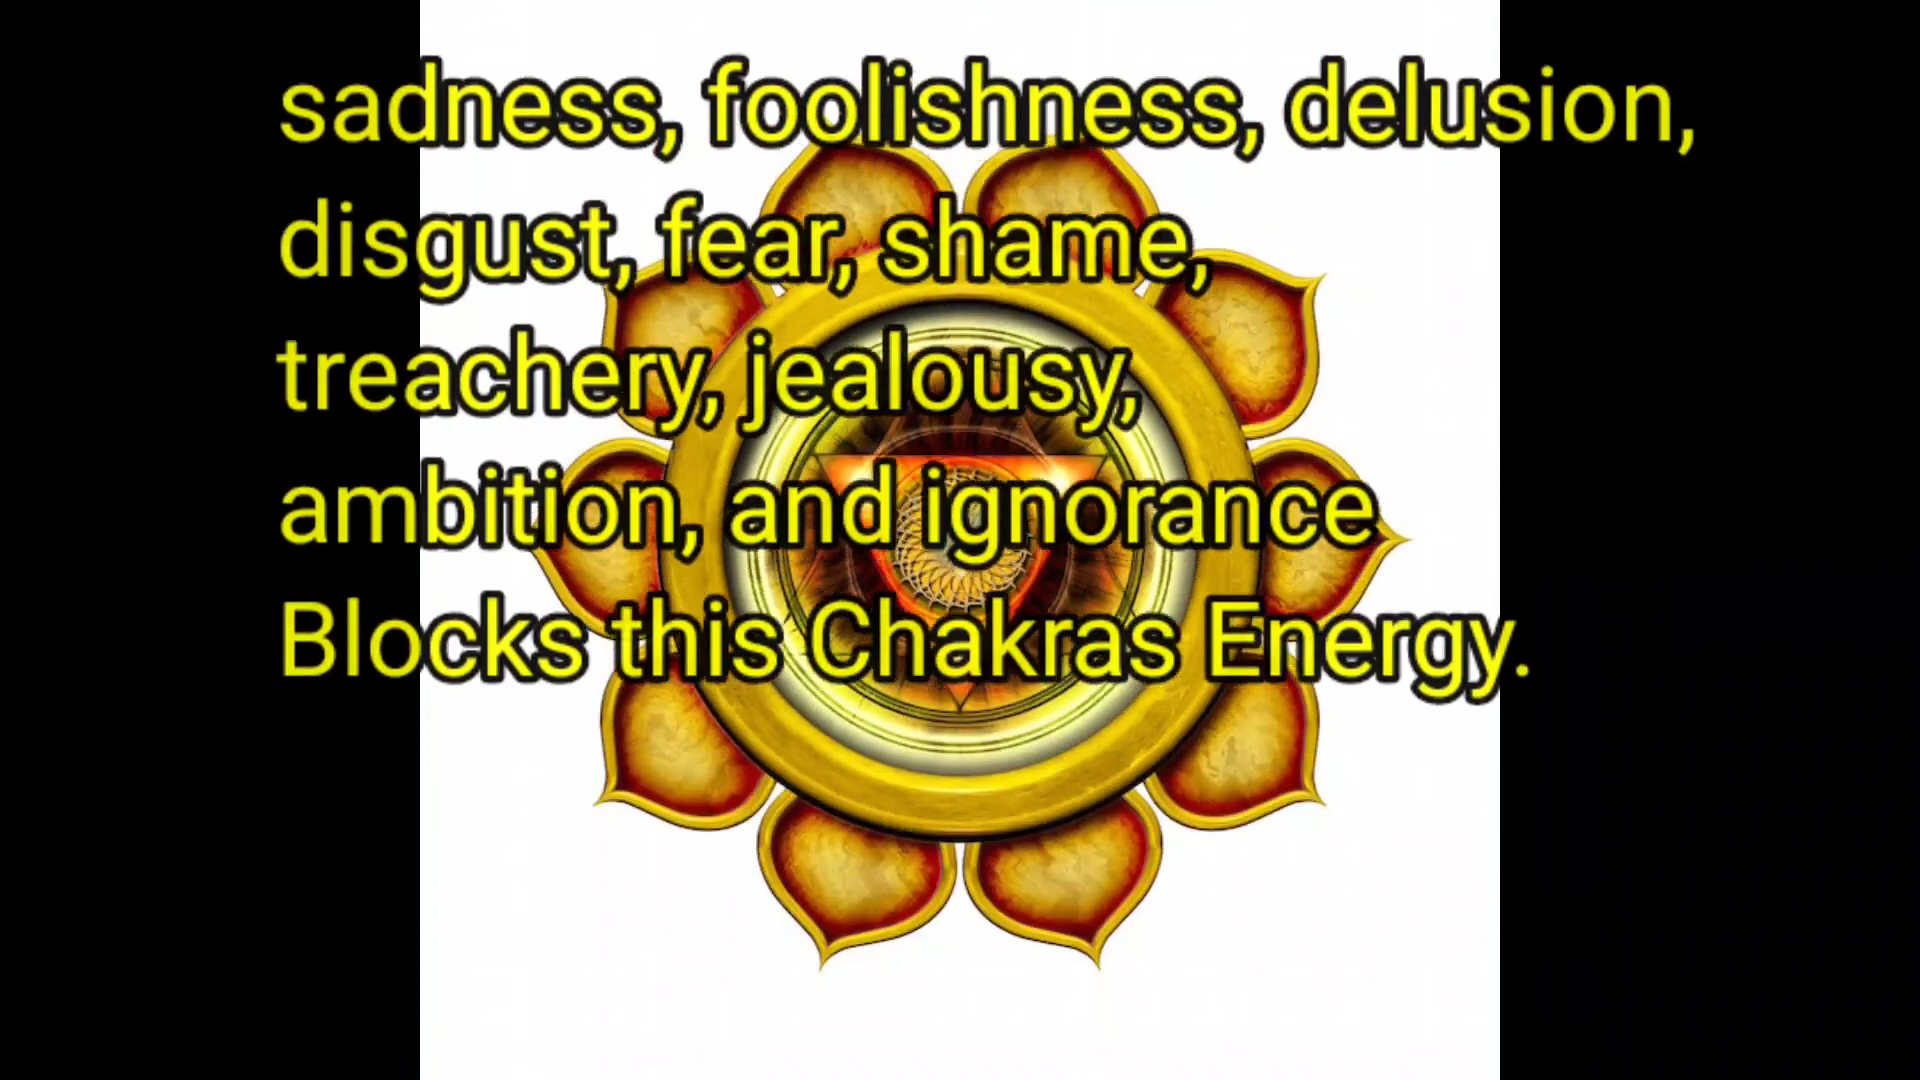 sadness, foolishness, delusion,
disgust, fear, shame,
treachery, jealousy,
ambition, and ignorance
Blocks this Chakras Energy.